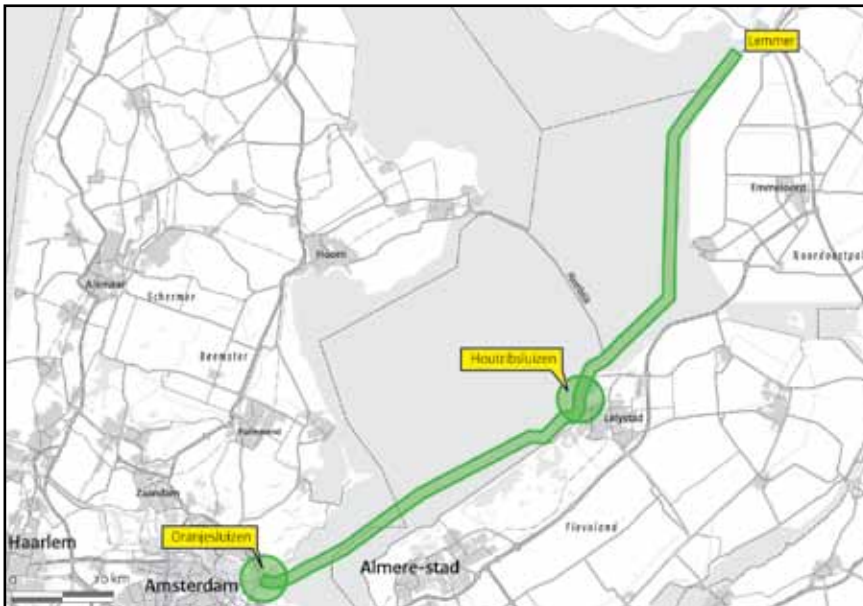 Lemmer
Emmeloord
Hoorn
Alkmaar
Schermer
Beemster
Houtribsluizen
Lelystad
Purmerend
Zaandam
Flevoland
Oranjesluizen
Haarlem
Almere-stad
Amsterdam
0
10 km